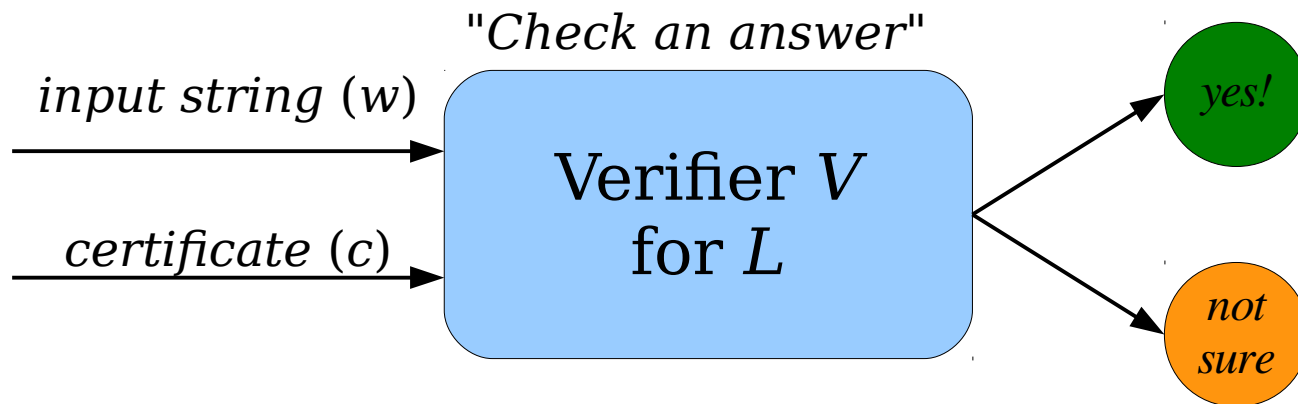 "Check an answer"
input string (w)
certificate (c)
Verifier V
for L
yes!
not
sure